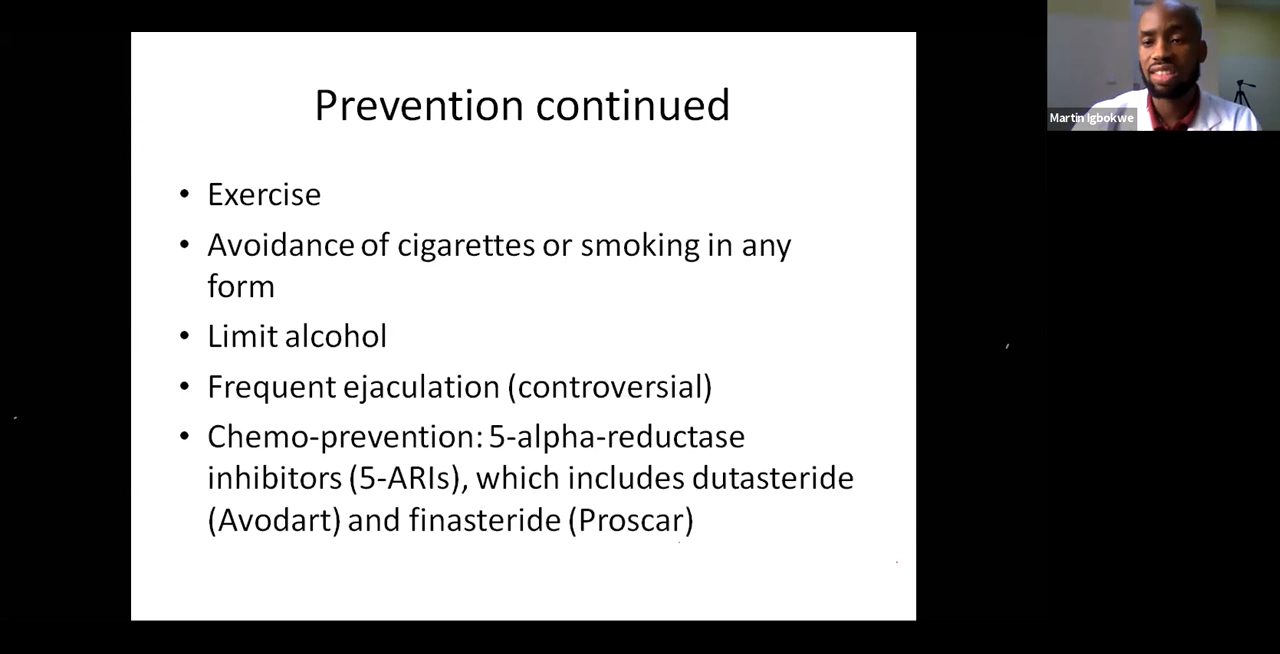 Prevention continued
• Exercise
• Avoidance of cigarettes or smoking in any
form
• Limit alcohol
• Frequent ejaculation (controversial)
• Chemo-prevention: 5-alpha-reductase
inhibitors (5-ARIs), which includes dutasteride
(Avodart) and finasteride (Proscar)
Martin Igbokwe